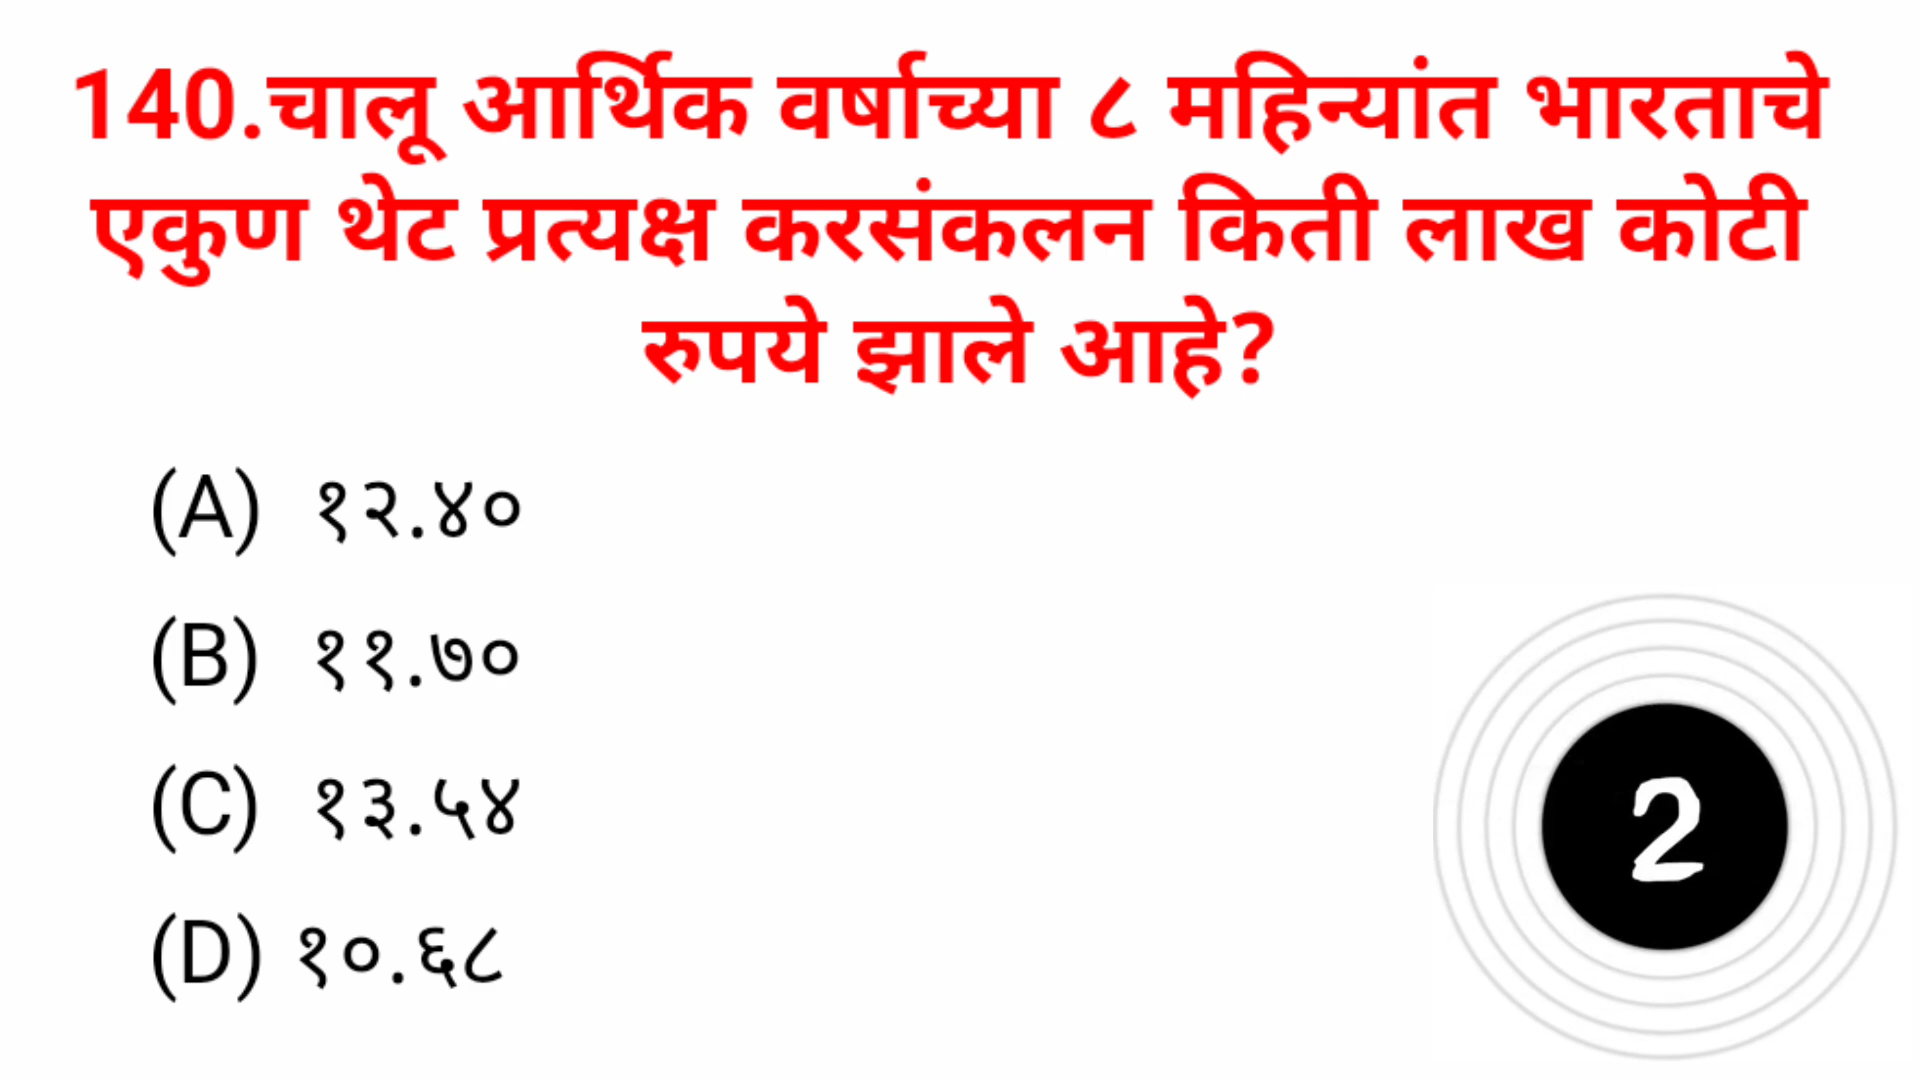 140.चालू आर्थिक वर्षाच्या ८ महिन्यांत भारताचे
एकुण थेट प्रत्यक्ष करसंकलन किती लाख कोटी
रुपये झाले आहे?
(A) १२.४०
(B) ११.७०
(C) १३.५४
(D) १०.६८
2